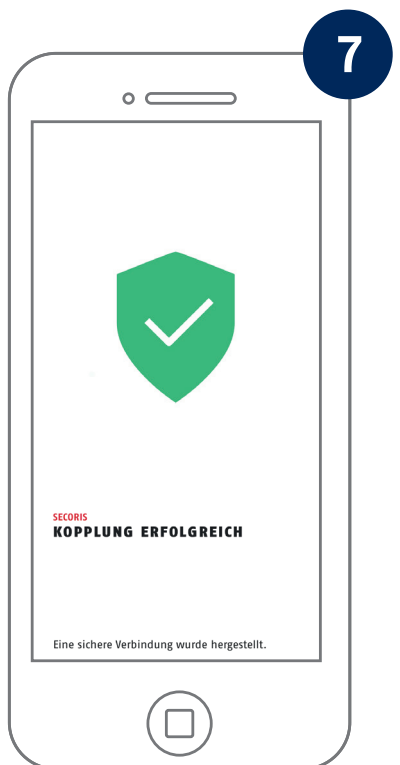 7
SECORIS
KOPPLUNG ERFOLGREICH
Eine sichere Verbindung wurde hergestellt.